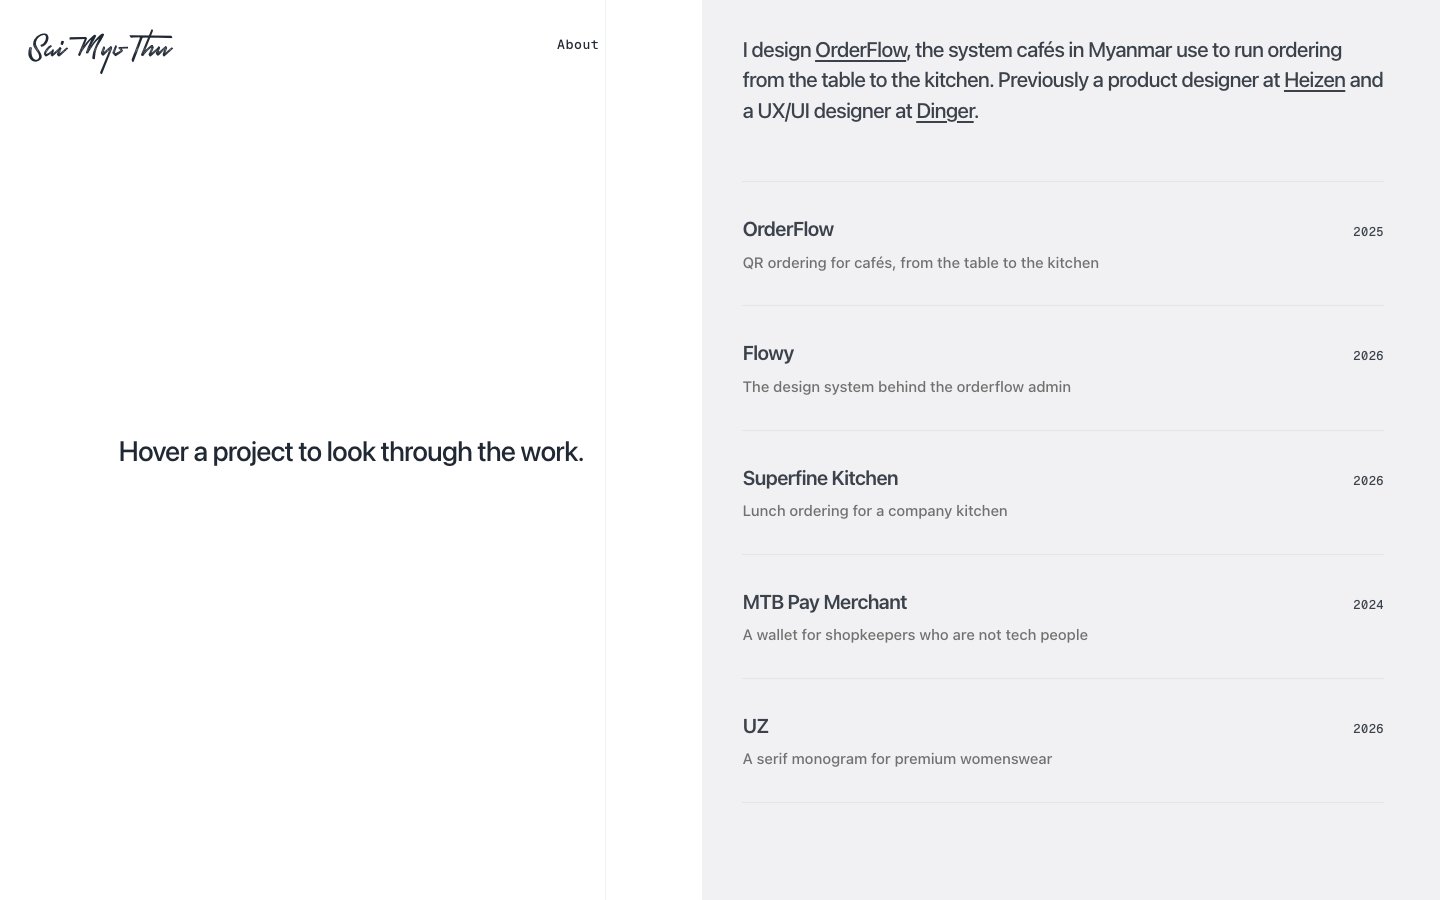 Sai Myo Thu
About
Hover a project to look through the work.
I design OrderFlow, the system cafés in Myanmar use to run ordering
from the table to the kitchen. Previously a product designer at Heizen and
a UX/UI designer at Dinger.
OrderFlow
2025
QR ordering for cafés, from the table to the kitchen
Flowy
2026
The design system behind the orderflow admin
Superfine Kitchen
2026
Lunch ordering for a company kitchen
MTB Pay Merchant
2024
A wallet for shopkeepers who are not tech people
UZ
2026
A serif monogram for premium womenswear